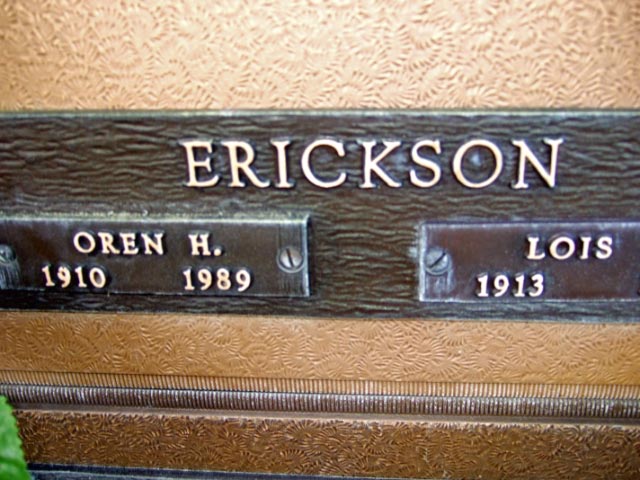 ERICKSON
OREN H.
1910 1989
LOIS
1913